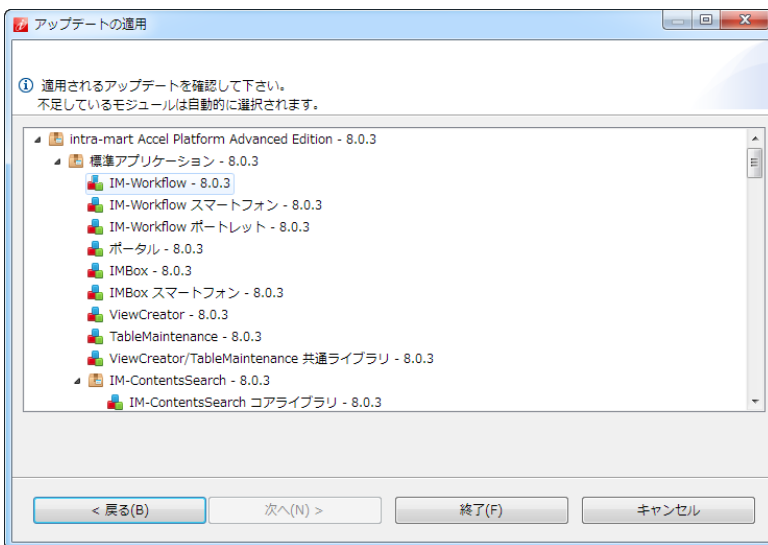 アップデートの適用
適用されるアップデートを確認して下さい。
不足しているモジュールは自動的に選択されます。
intra-mart Accel Platform Advanced Edition - 8.0.3
標準アプリケーション - 8.0.3
IM-Workflow - 8.0.3
IM-Workflow スマートフォン - 8.0.3
IM-Workflow ポートレット - 8.0.3
ポータル - 8.0.3
IMBox - 8.0.3
IMBox スマートフォン - 8.0.3
ViewCreator - 8.0.3
TableMaintenance - 8.0.3
ViewCreator/TableMaintenance 共通ライブラリ - 8.0.3
IM-ContentsSearch - 8.0.3
IM-ContentsSearch コアライブラリ - 8.0.3
< 戻る(B) 次へ(N) > 終了(F) キャンセル